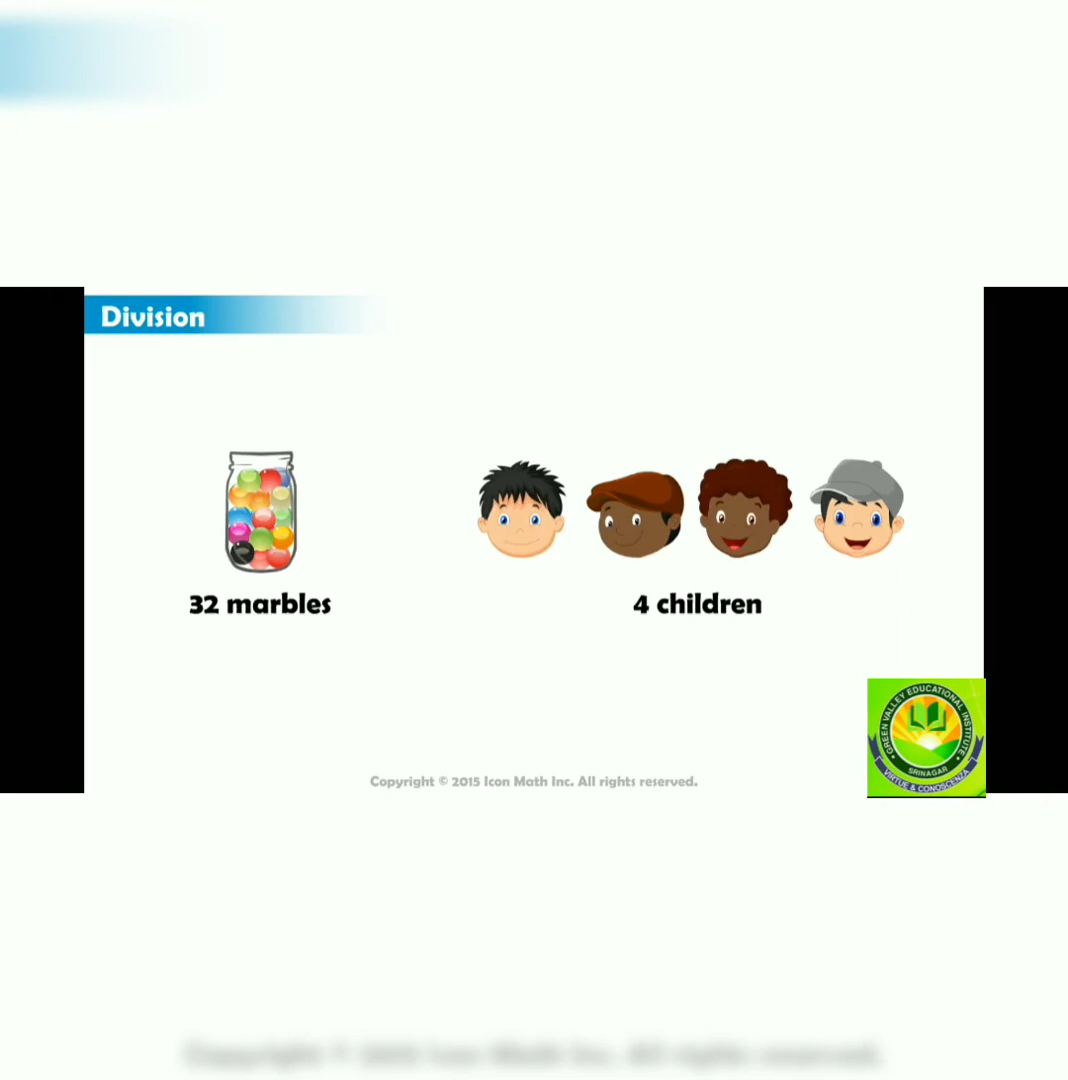 Division
32 marbles
4 children
GREEN VALLEY EDUCATIONAL INSTITUTE
SRINAGAR
VIRTUE & CONOSCENZA
Copyright © 2015 Icon Math Inc. All rights reserved.